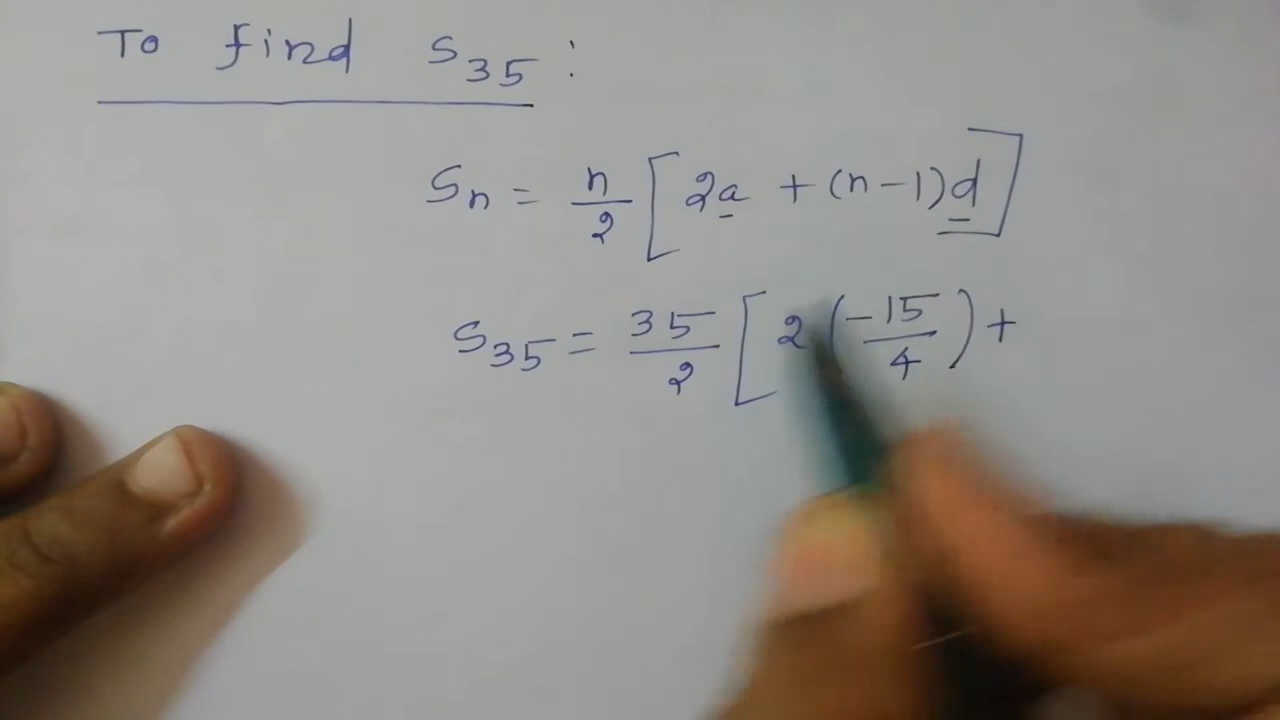 To find S₃₅ :
Sₙ = n/2 [2a + (n-1)d]
S₃₅ = 35/2 [2(-15/4) +